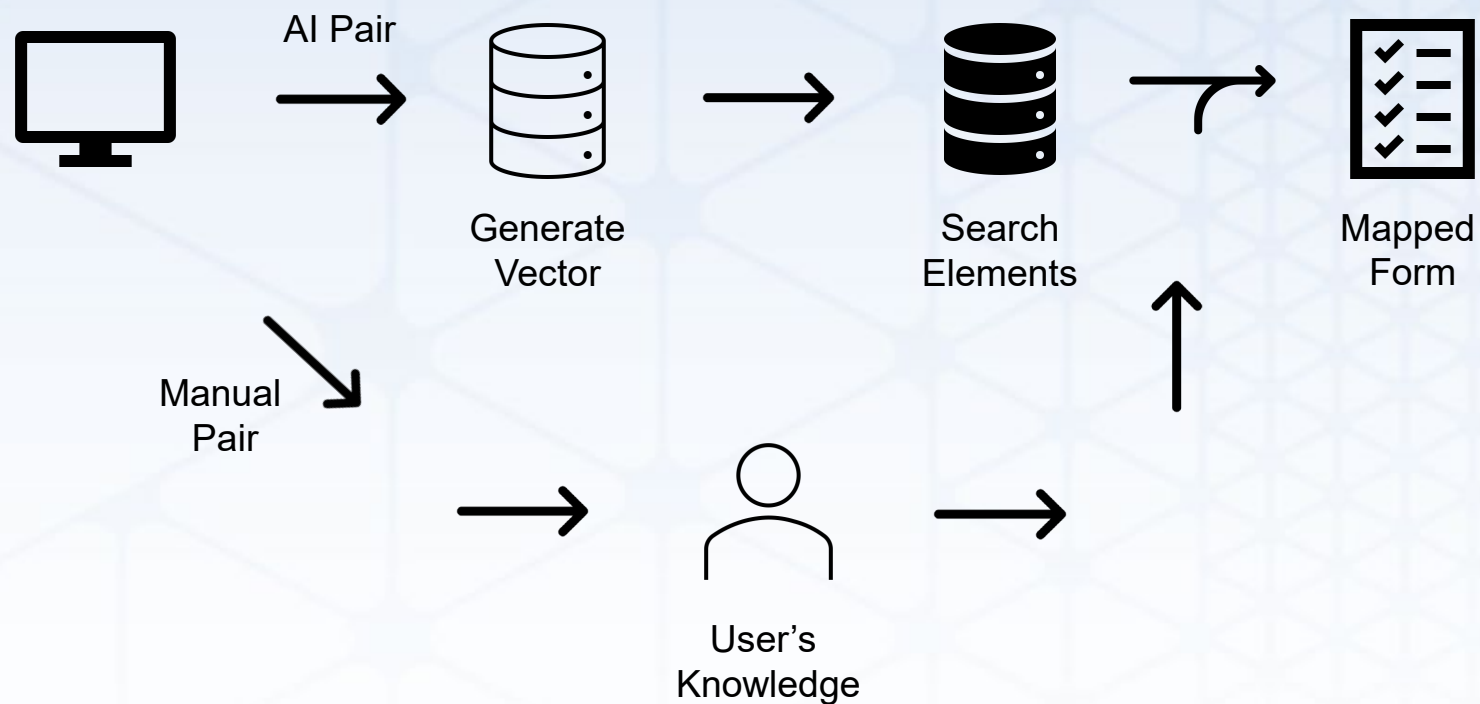 AI Pair
Generate
Vector
Search
Elements
Mapped
Form
Manual
Pair
User’s
Knowledge